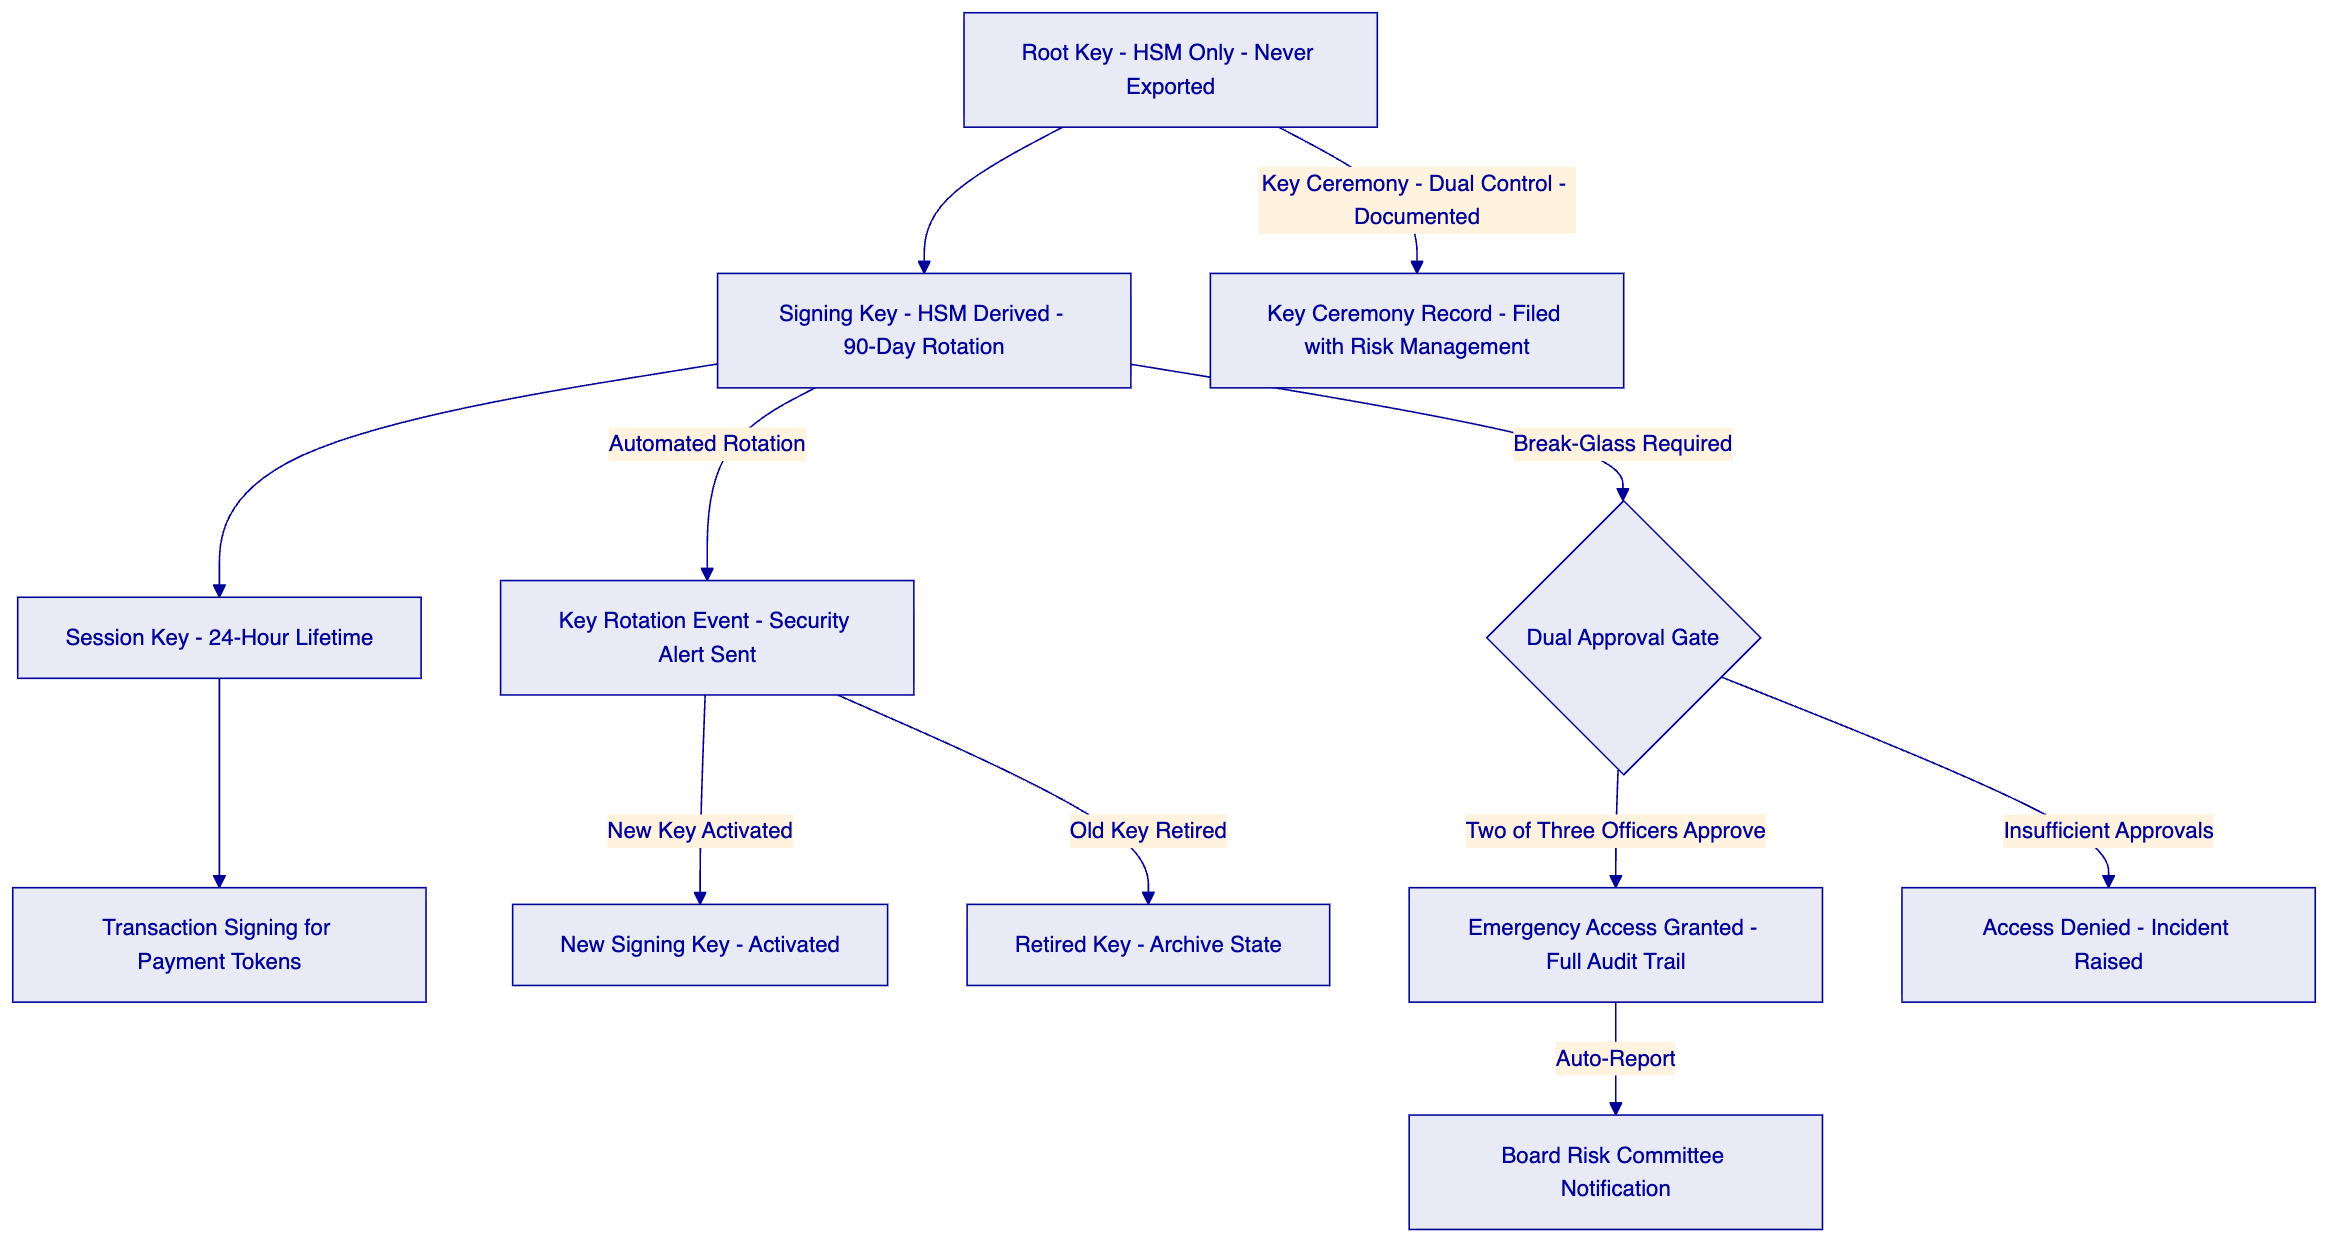 Root Key - HSM Only - Never
Exported
Key Ceremony - Dual Control -
Documented
Signing Key - HSM Derived -
90-Day Rotation
Key Ceremony Record - Filed
with Risk Management
Automated Rotation
Break-Glass Required
Session Key - 24-Hour Lifetime
Key Rotation Event - Security
Alert Sent
Dual Approval Gate
New Key Activated
Old Key Retired
Two of Three Officers Approve
Insufficient Approvals
Transaction Signing for
Payment Tokens
New Signing Key - Activated
Retired Key - Archive State
Emergency Access Granted -
Full Audit Trail
Access Denied - Incident
Raised
Auto-Report
Board Risk Committee
Notification